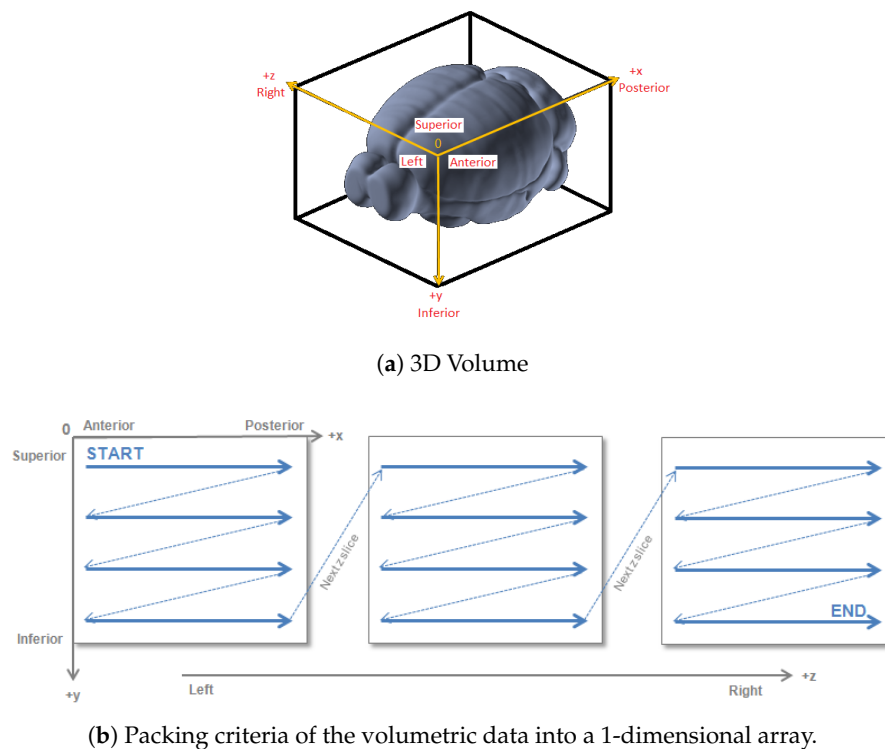 +z
Right
+x
Posterior
Superior
0
Left
Anterior
+y
Inferior
(a) 3D Volume
0
Anterior
Posterior
+x
Superior
START
Next z slice
Next z slice
END
Inferior
+y
Left
Right
+z
(b) Packing criteria of the volumetric data into a 1-dimensional array.